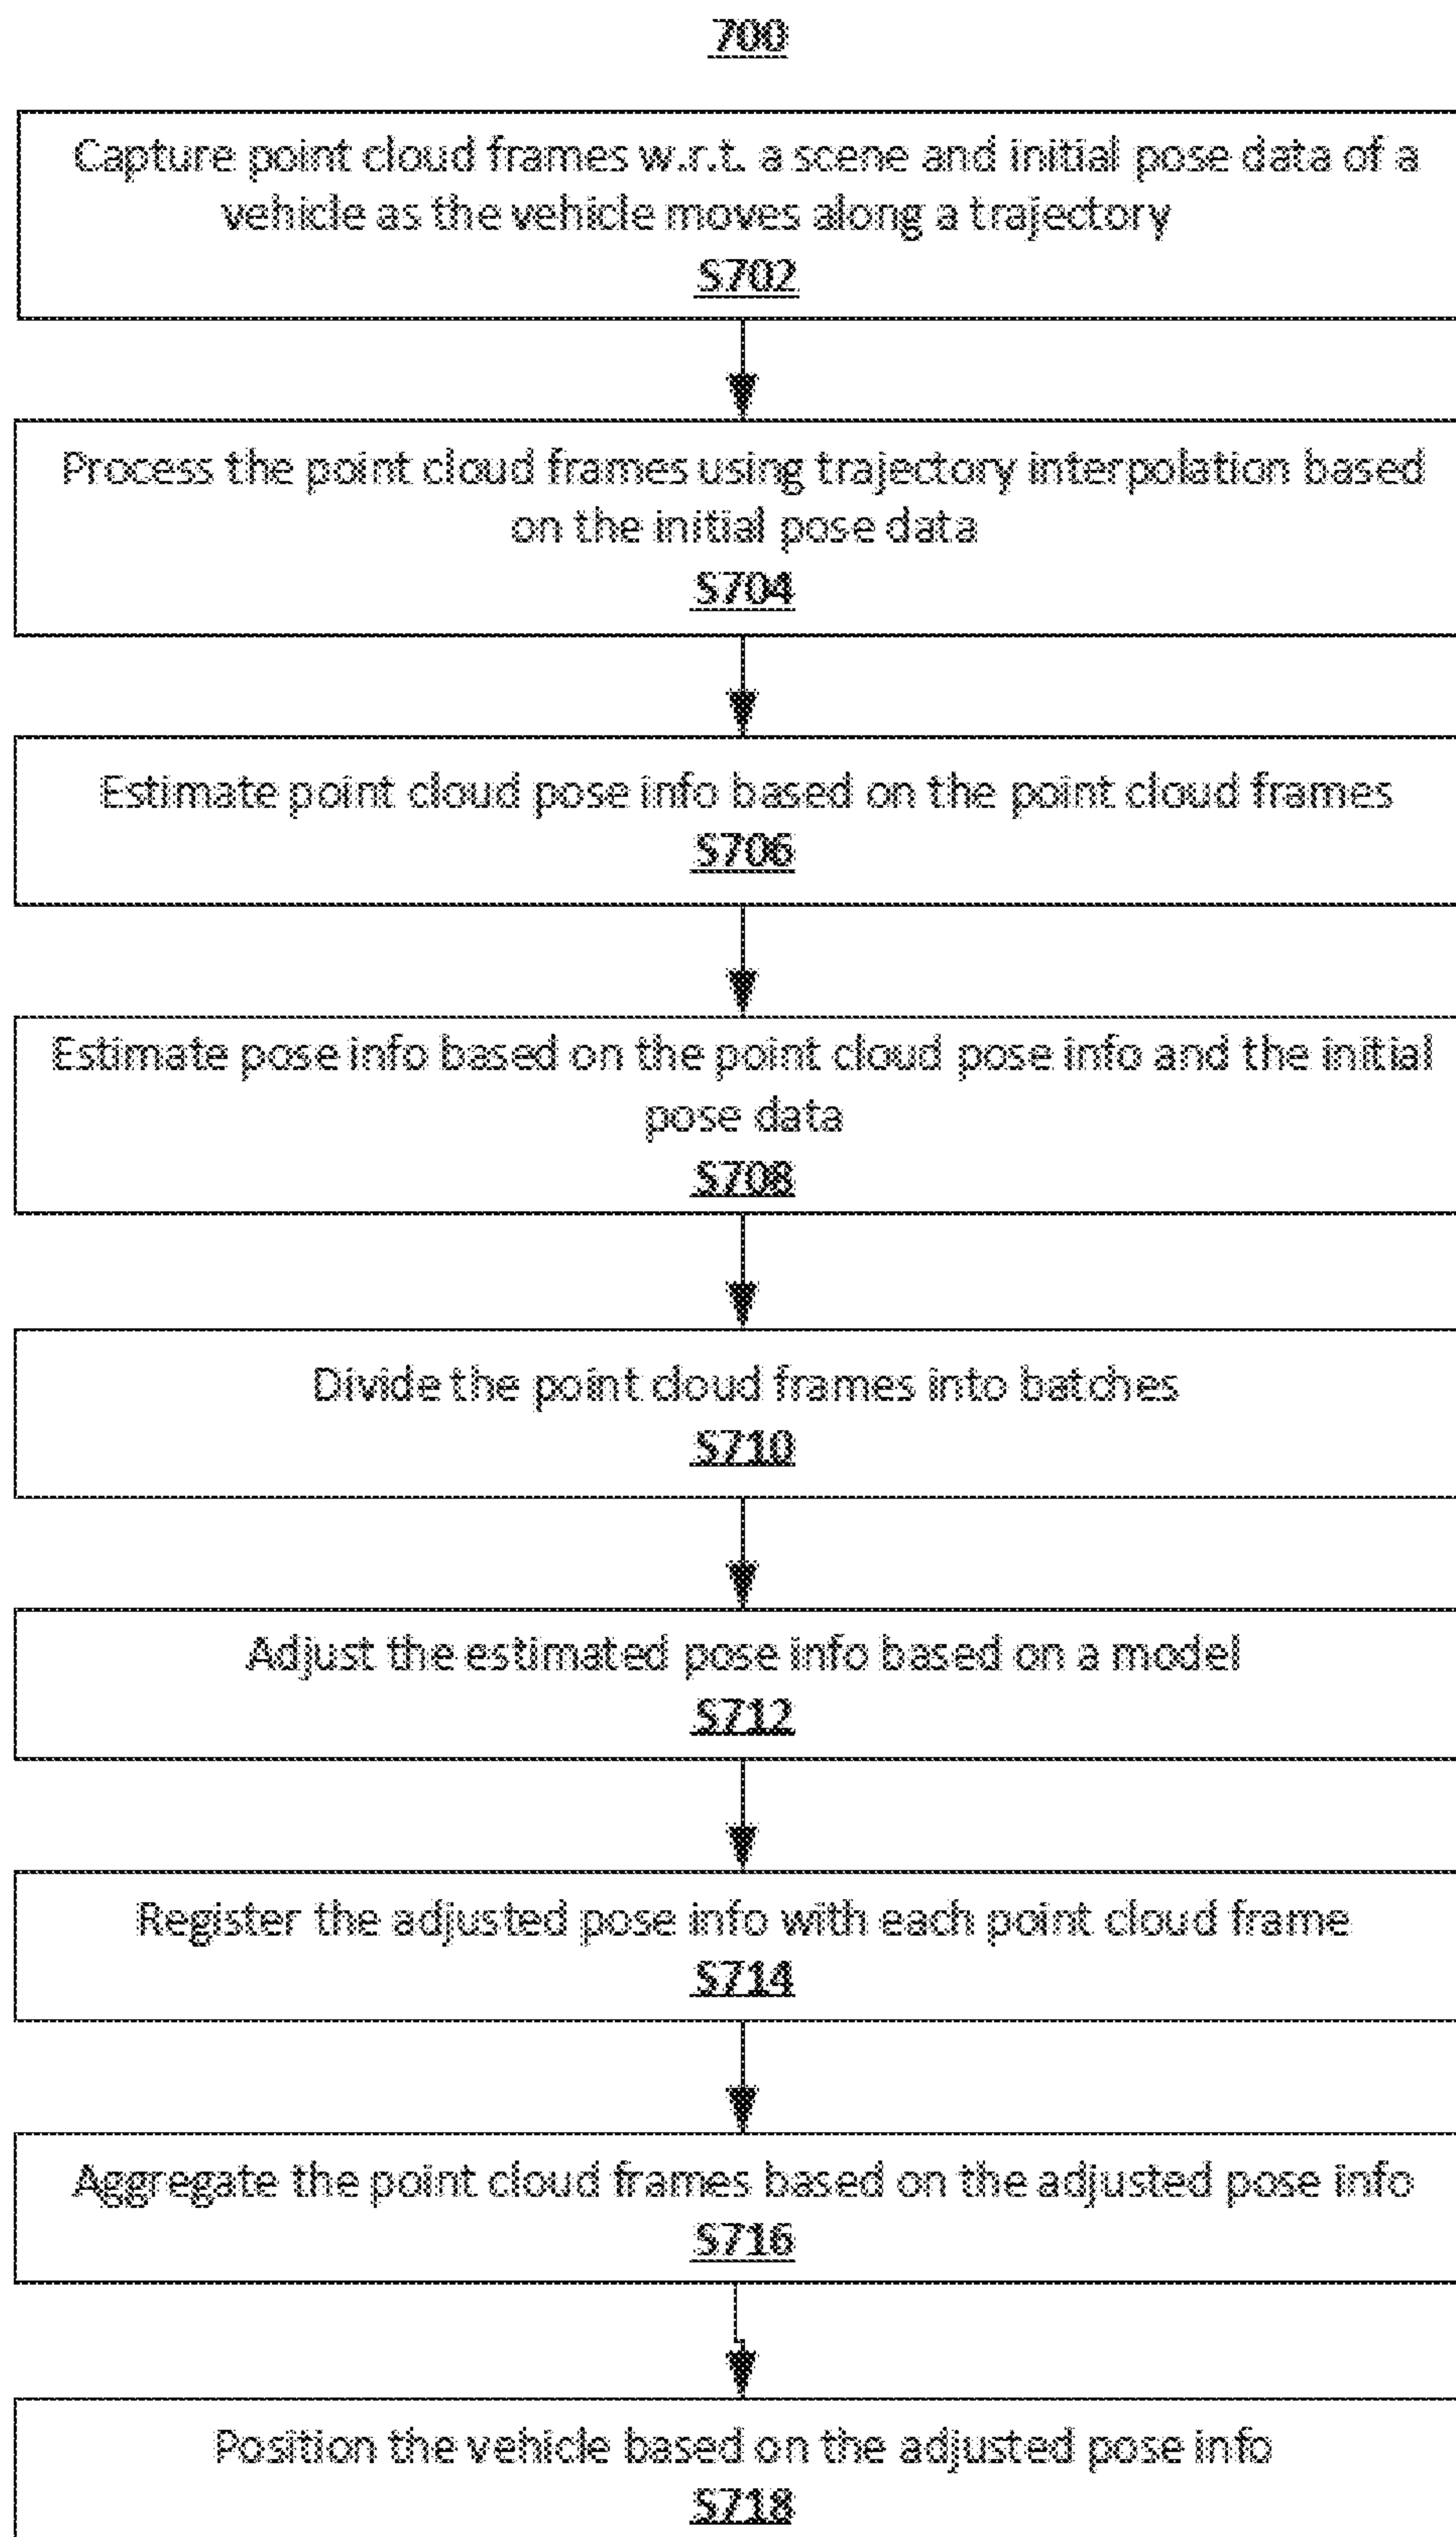 700
Capture point cloud frames w.r.t. a scene and initial pose data of a
vehicle as the vehicle moves along a trajectory
S702
Process the point cloud frames using trajectory interpolation based
on the initial pose data
S704
Estimate point cloud pose info based on the point cloud frames
S706
Estimate pose info based on the point cloud pose info and the initial
pose data
S708
Divide the point cloud frames into batches
S710
Adjust the estimated pose info based on a model
S712
Register the adjusted pose info with each point cloud frame
S714
Aggregate the point cloud frames based on the adjusted pose info
S716
Position the vehicle based on the adjusted pose info
S718